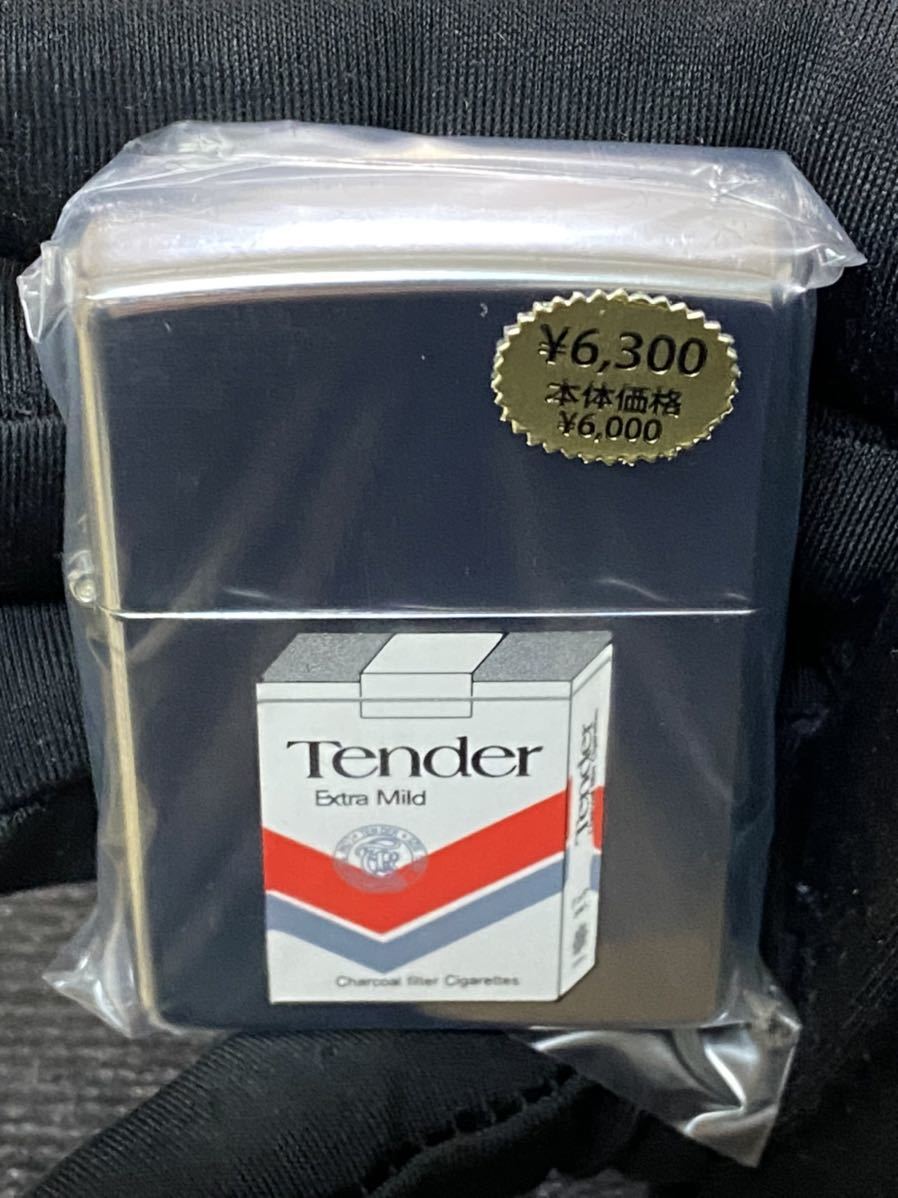 ¥6,300
本体価格
¥6,000
Tender
Extra Mild
Charcoal filter Cigarettes
Tender